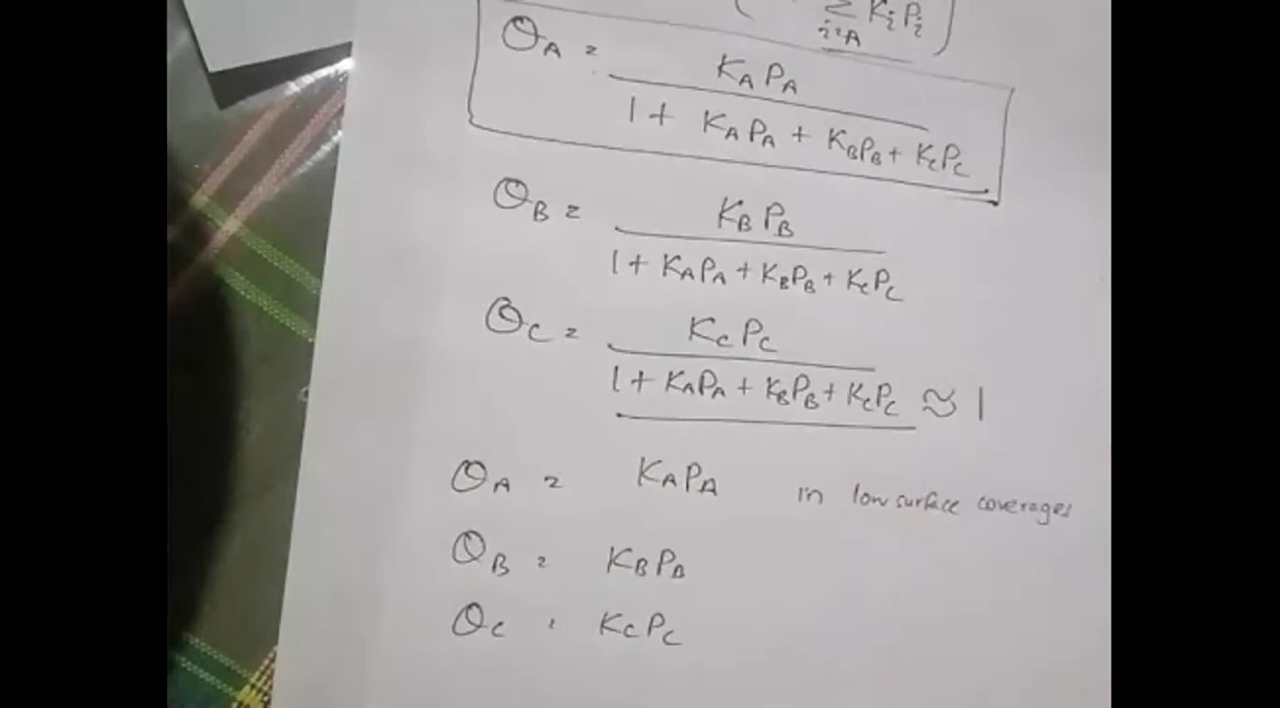 ( Σ i=A KiPi )
ΘA = KAPA
1 + KAPA + KBPB + KCPC
ΘB = KBPB
1 + KAPA + KBPB + KCPC
ΘC = KCPC
1 + KAPA + KBPB + KCPC ≈ 1
ΘA = KAPA in low surface coverages
ΘB = KBPB
ΘC = KCPC